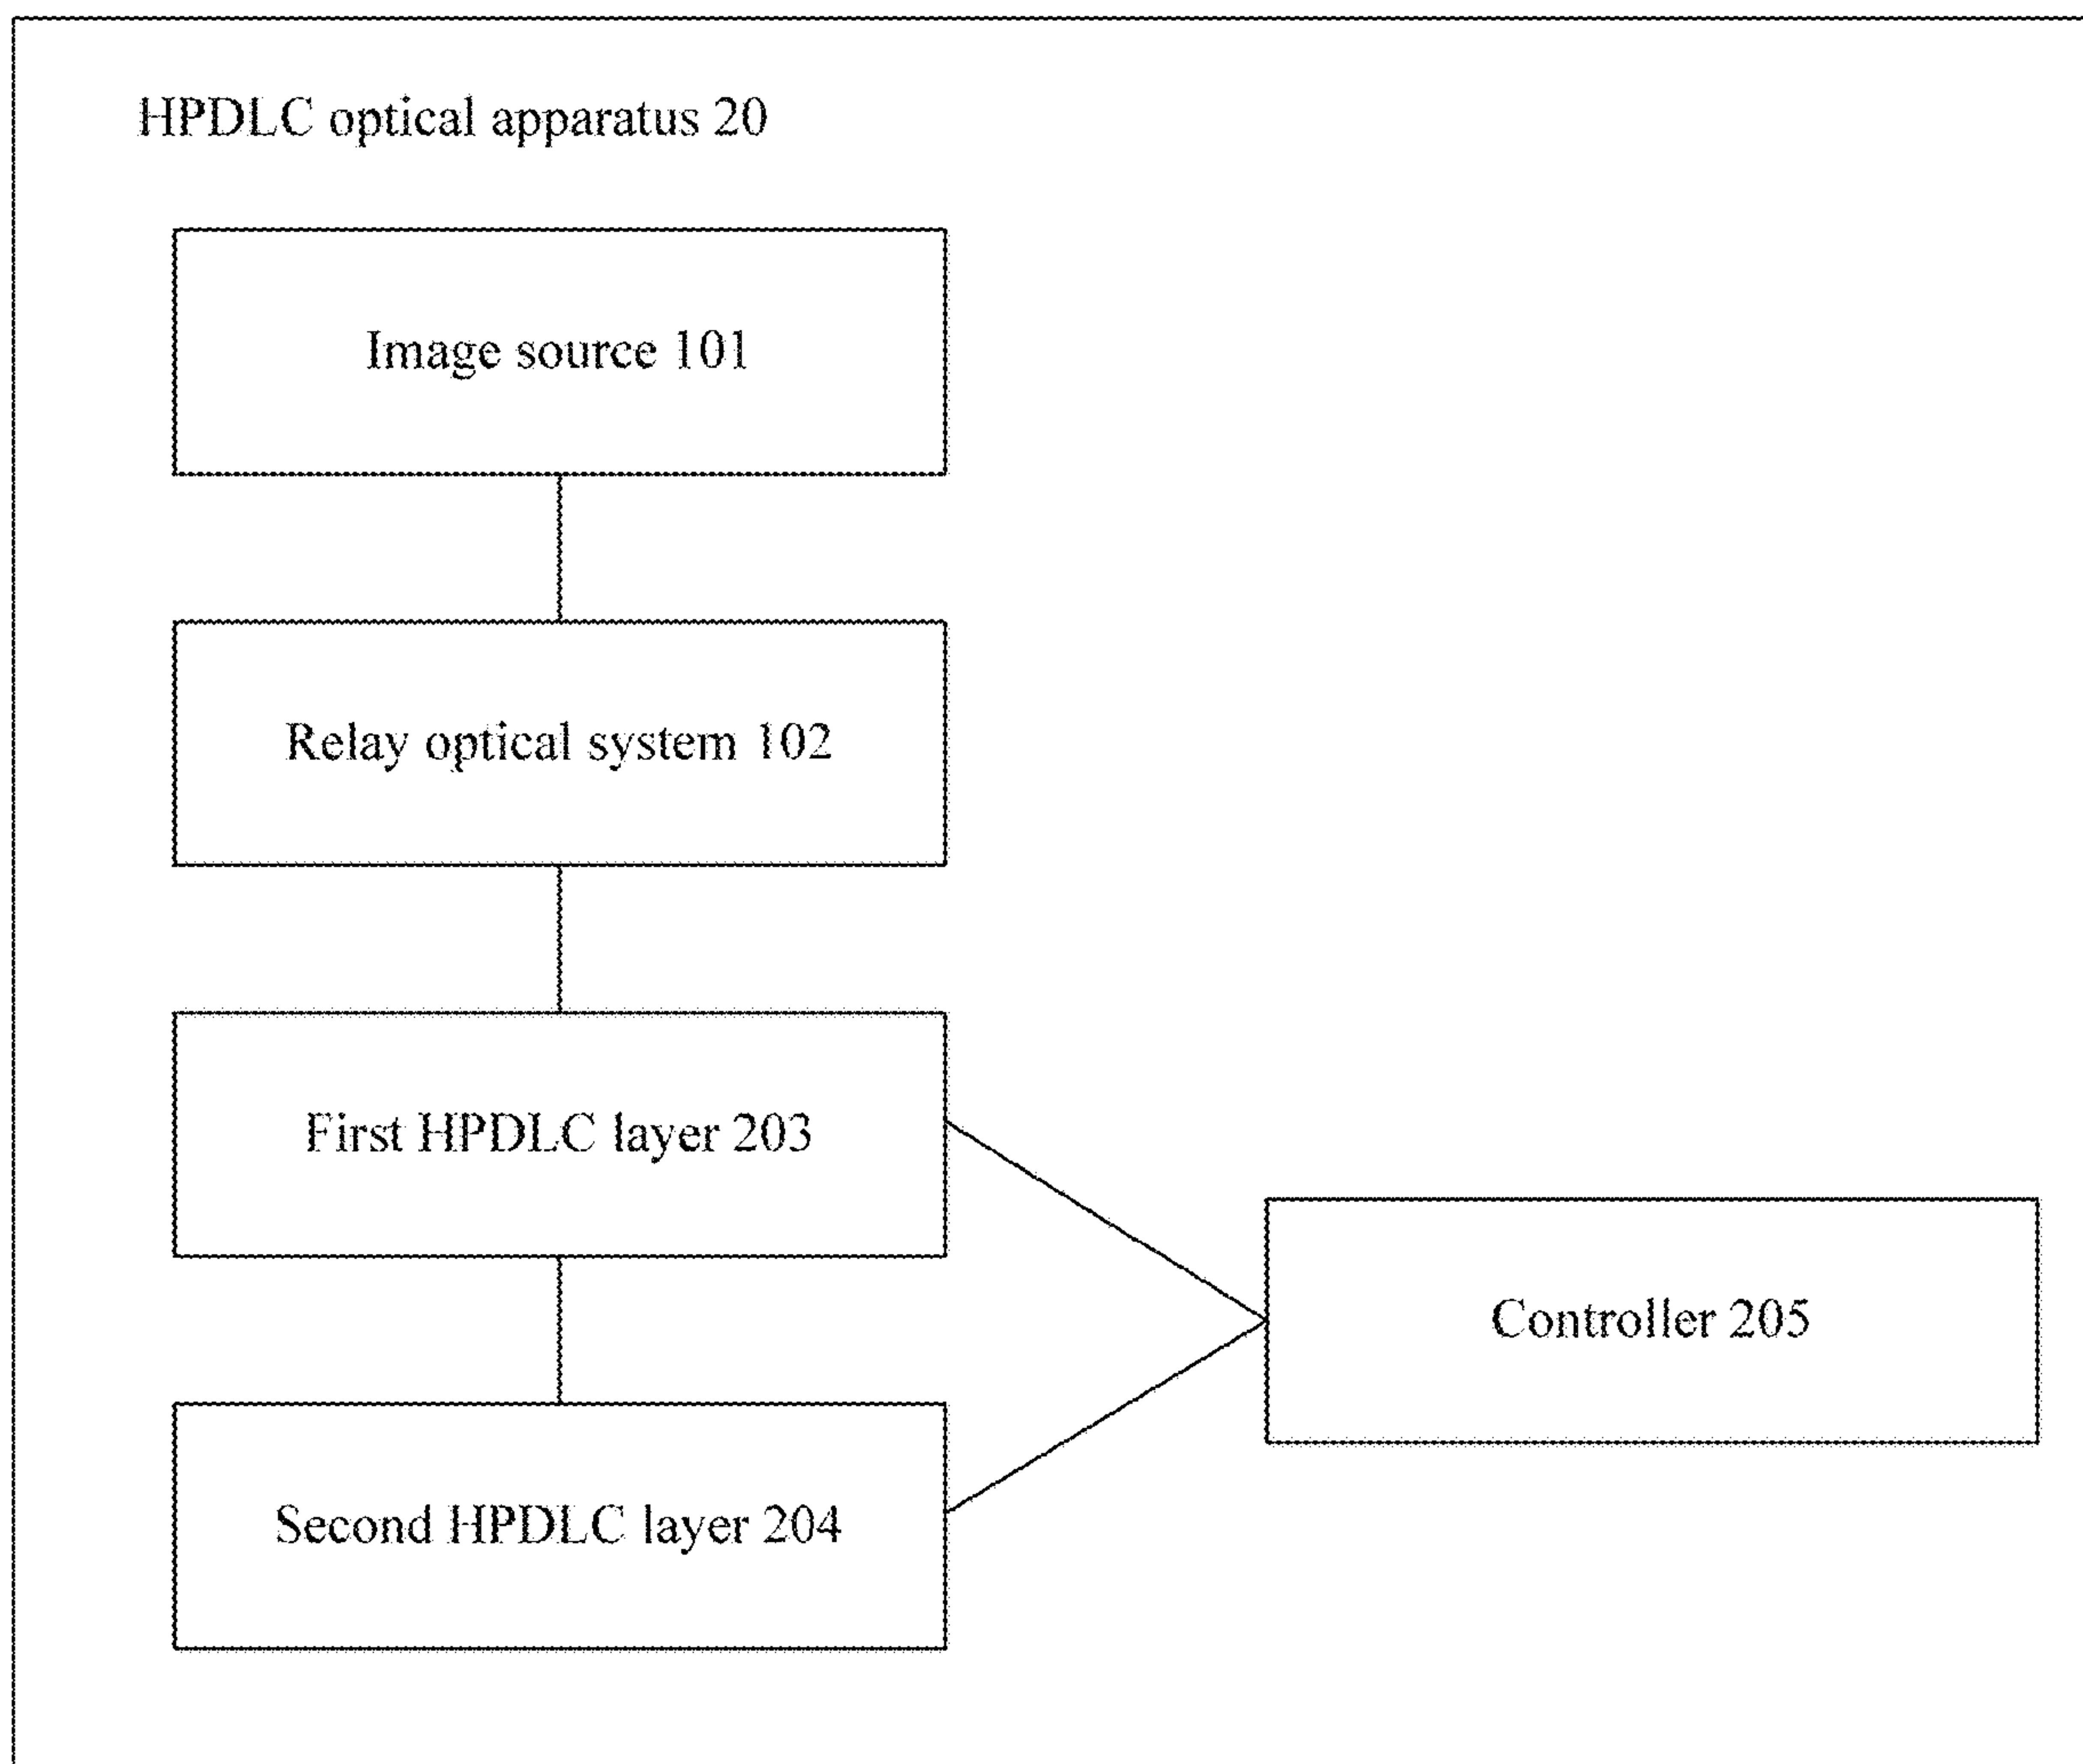 HPDLC optical apparatus 20
Image source 101
Relay optical system 102
First HPDLC layer 203
Controller 205
Second HPDLC layer 204